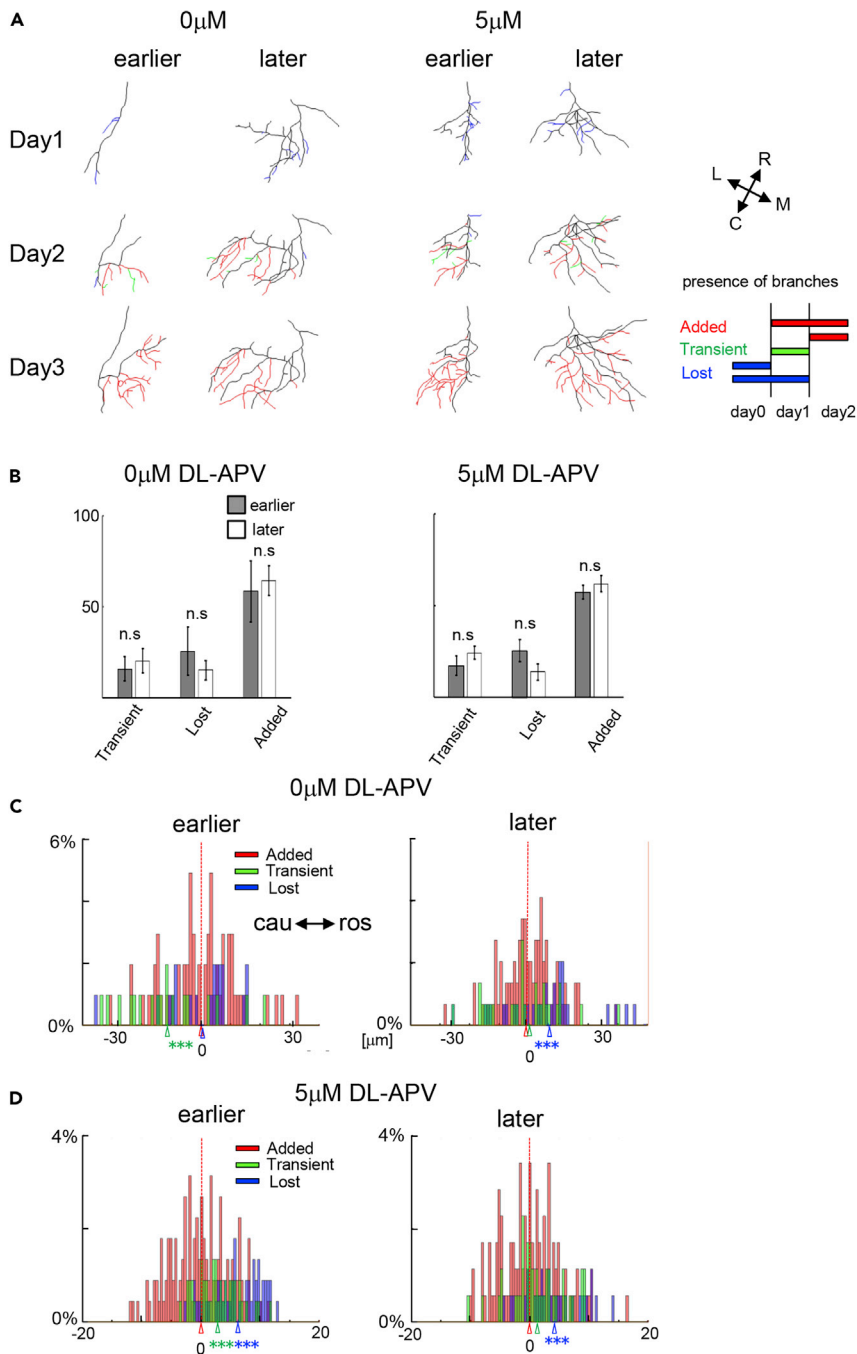 A
0μM 5μM
earlier later earlier later
Day1
R
L
M
C
Day2
presence of branches
Added
Transient
Lost
Day3
day0 day1 day2
B
0μM DL-APV 5μM DL-APV
earlier
later
100
n.s
n.s n.s
50
n.s
n.s n.s
Transient Lost Added Transient Lost Added
C
0μM DL-APV
earlier later
6%
Added
Transient
Lost
cau ros
0% 0%
-30 0 30 [μm] -30 0 30
*** ***
D
5μM DL-APV
earlier later
4% 4%
Added
Transient
Lost
0% 0%
-20 0 20 -20 0 20
*** *** ***